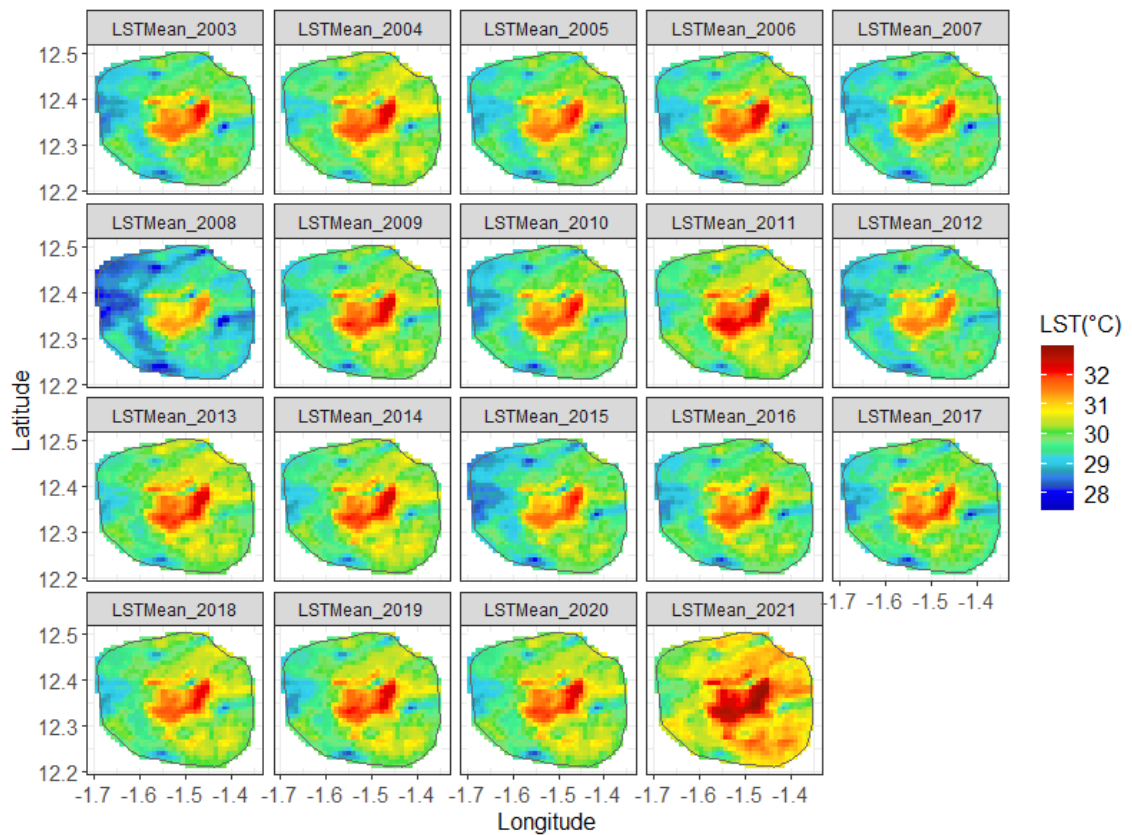 LSTMean_2003 LSTMean_2004 LSTMean_2005 LSTMean_2006 LSTMean_2007
12.5
12.4
12.3
12.2
LSTMean_2008 LSTMean_2009 LSTMean_2010 LSTMean_2011 LSTMean_2012
12.5
12.4
12.3
12.2
Latitude
LSTMean_2013 LSTMean_2014 LSTMean_2015 LSTMean_2016 LSTMean_2017
12.5
12.4
12.3
12.2
-1.7 -1.6 -1.5 -1.4
LSTMean_2018 LSTMean_2019 LSTMean_2020 LSTMean_2021
12.5
12.4
12.3
12.2
-1.7 -1.6 -1.5 -1.4 -1.7 -1.6 -1.5 -1.4 -1.7 -1.6 -1.5 -1.4 -1.7 -1.6 -1.5 -1.4
Longitude
LST(°C)
32
31
30
29
28